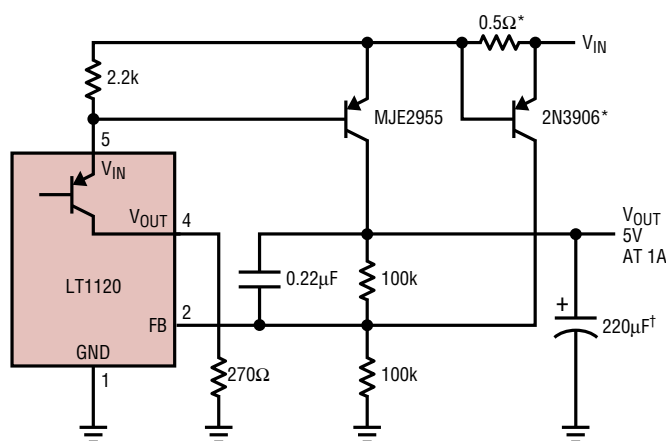 0.5Ω*
V_IN
2.2k
MJE2955
2N3906*
5
V_IN
V_OUT
4
V_OUT
5V
AT 1A
LT1120
0.22µF
100k
+
220µF†
2
FB
GND
1
270Ω
100k